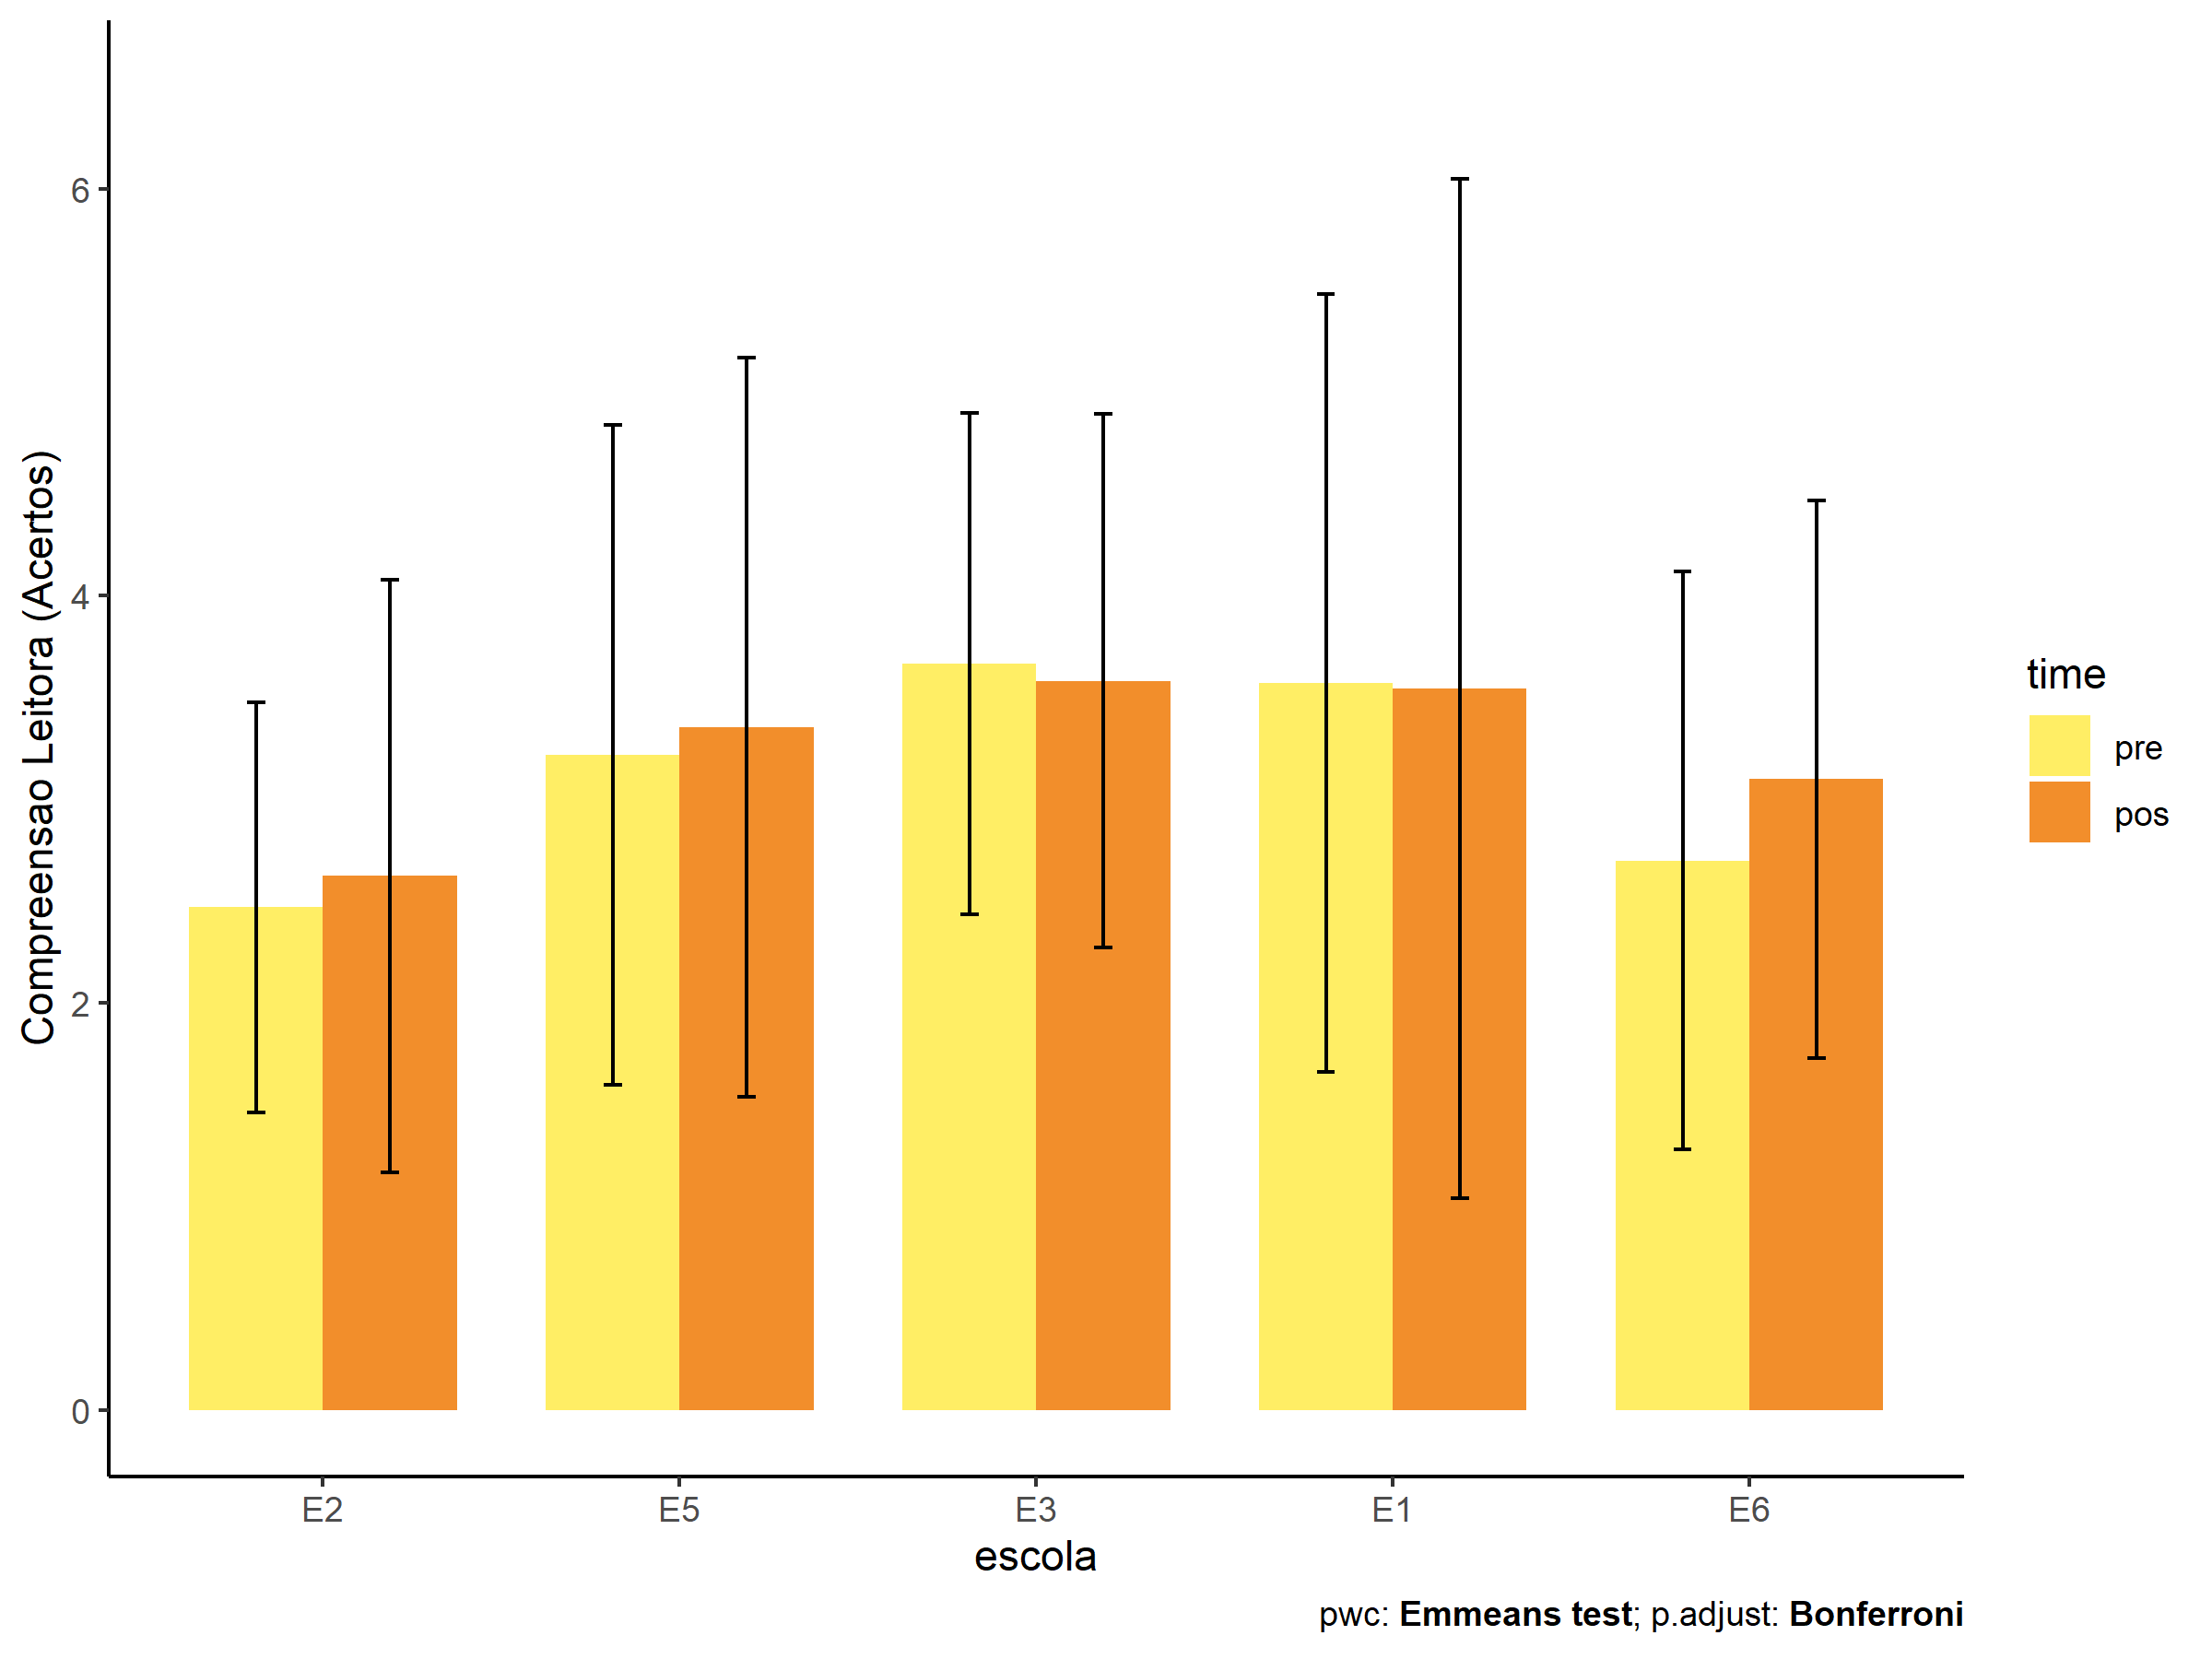 Compreensao Leitora (Acertos)
6
4
2
0
E2 E5 E3 E1 E6
escola
time
pre
pos
pwc: Emmeans test; p.adjust: Bonferroni